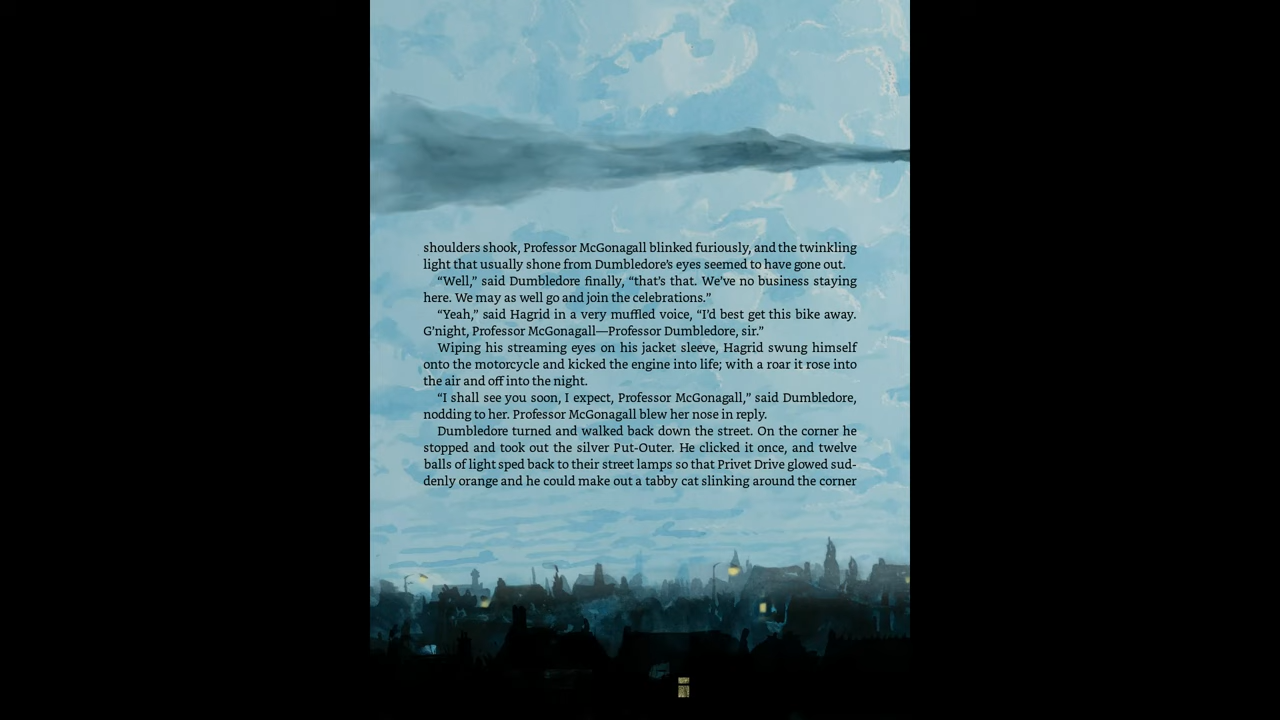 shoulders shook, Professor McGonagall blinked furiously, and the twinkling
light that usually shone from Dumbledore’s eyes seemed to have gone out.
“Well,” said Dumbledore finally, “that’s that. We’ve no business staying
here. We may as well go and join the celebrations.”
“Yeah,” said Hagrid in a very muffled voice, “I’d best get this bike away.
G’night, Professor McGonagall—Professor Dumbledore, sir.”
Wiping his streaming eyes on his jacket sleeve, Hagrid swung himself
onto the motorcycle and kicked the engine into life; with a roar it rose into
the air and off into the night.
“I shall see you soon, I expect, Professor McGonagall,” said Dumbledore,
nodding to her. Professor McGonagall blew her nose in reply.
Dumbledore turned and walked back down the street. On the corner he
stopped and took out the silver Put-Outer. He clicked it once, and twelve
balls of light sped back to their street lamps so that Privet Drive glowed sud-
denly orange and he could make out a tabby cat slinking around the corner